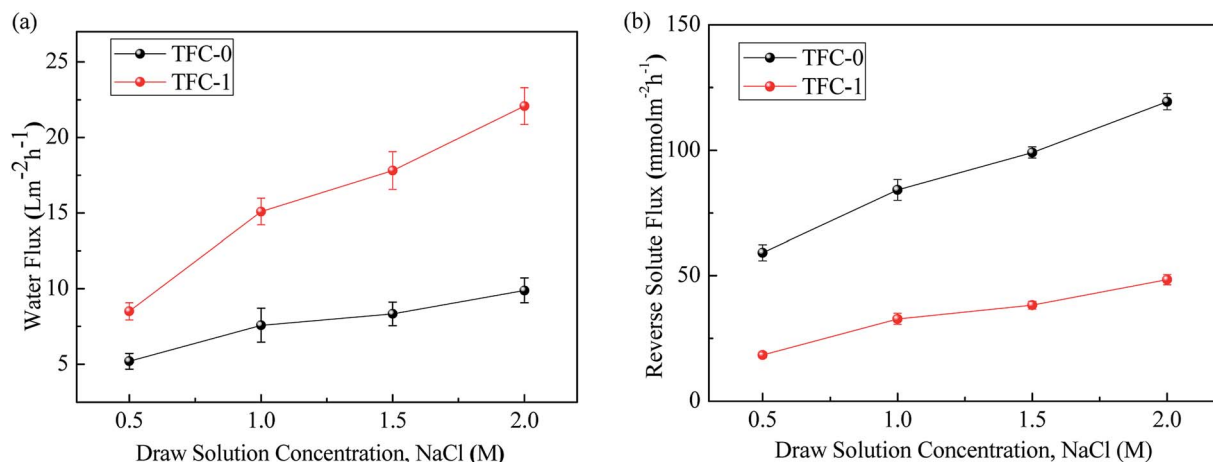 (a)
25
20
15
10
5
Water Flux (Lm⁻²h⁻¹)
TFC-0
TFC-1
0.5 1.0 1.5 2.0
Draw Solution Concentration, NaCl (M)
(b)
150
100
50
0
Reverse Solute Flux (mmolm⁻²h⁻¹)
TFC-0
TFC-1
0.5 1.0 1.5 2.0
Draw Solution Concentration, NaCl (M)